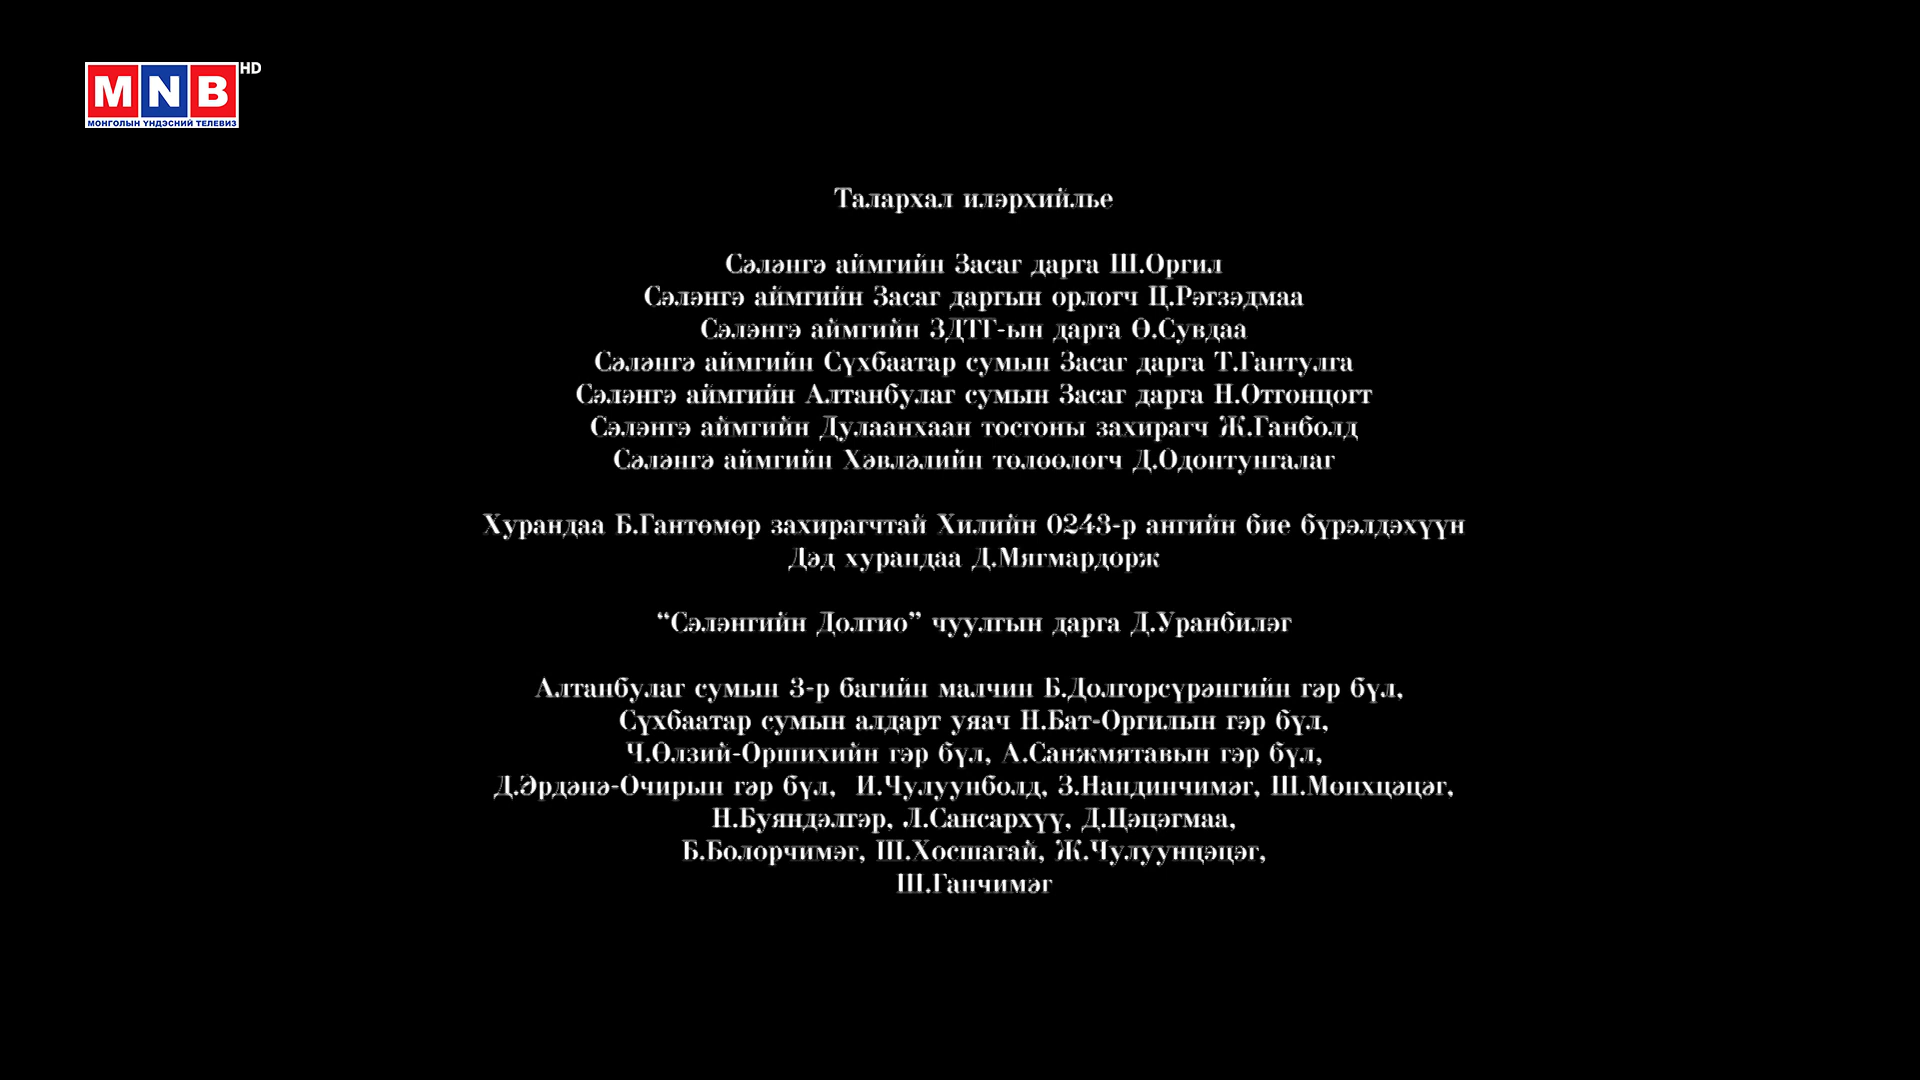 MNB HD
МОНГОЛЫН ҮНДЭСНИЙ ТЕЛЕВИЗ
Талархал илэрхийлье
Сэлэнгэ аймгийн Засаг дарга Ш.Оргил
Сэлэнгэ аймгийн Засаг даргын орлогч Ц.Рэгзэдмаа
Сэлэнгэ аймгийн ЗДТГ-ын дарга Ө.Сувдаа
Сэлэнгэ аймгийн Сүхбаатар сумын Засаг дарга Т.Гантулга
Сэлэнгэ аймгийн Алтанбулаг сумын Засаг дарга Н.Отгонцогт
Сэлэнгэ аймгийн Дулаанхаан тосгоны захирагч Ж.Ганболд
Сэлэнгэ аймгийн Хэвлэлийн төлөөлөгч Д.Одонтунгалаг
Хурандаа Б.Гантөмөр захирагчтай Хилийн 0243-р ангийн бие бүрэлдэхүүн
Дэд хурандаа Д.Мягмардорж
“Сэлэнгийн Долгио” чуулгын дарга Д.Уранбилэг
Алтанбулаг сумын 3-р багийн малчин Б.Долгорсүрэнгийн гэр бүл,
Сүхбаатар сумын алдарт уяач Н.Бат-Оргилын гэр бүл,
Ч.Өлзий-Оршихийн гэр бүл, А.Санжмятавын гэр бүл,
Д.Эрдэнэ-Очирын гэр бүл, И.Чулуунболд, З.Нандинчимэг, Ш.Мөнхцэцэг,
Н.Буяндэлгэр, Л.Сансархүү, Д.Цэцэгмаа,
Б.Болорчимэг, Ш.Хосшагай, Ж.Чулуунцэцэг,
Ш.Ганчимэг